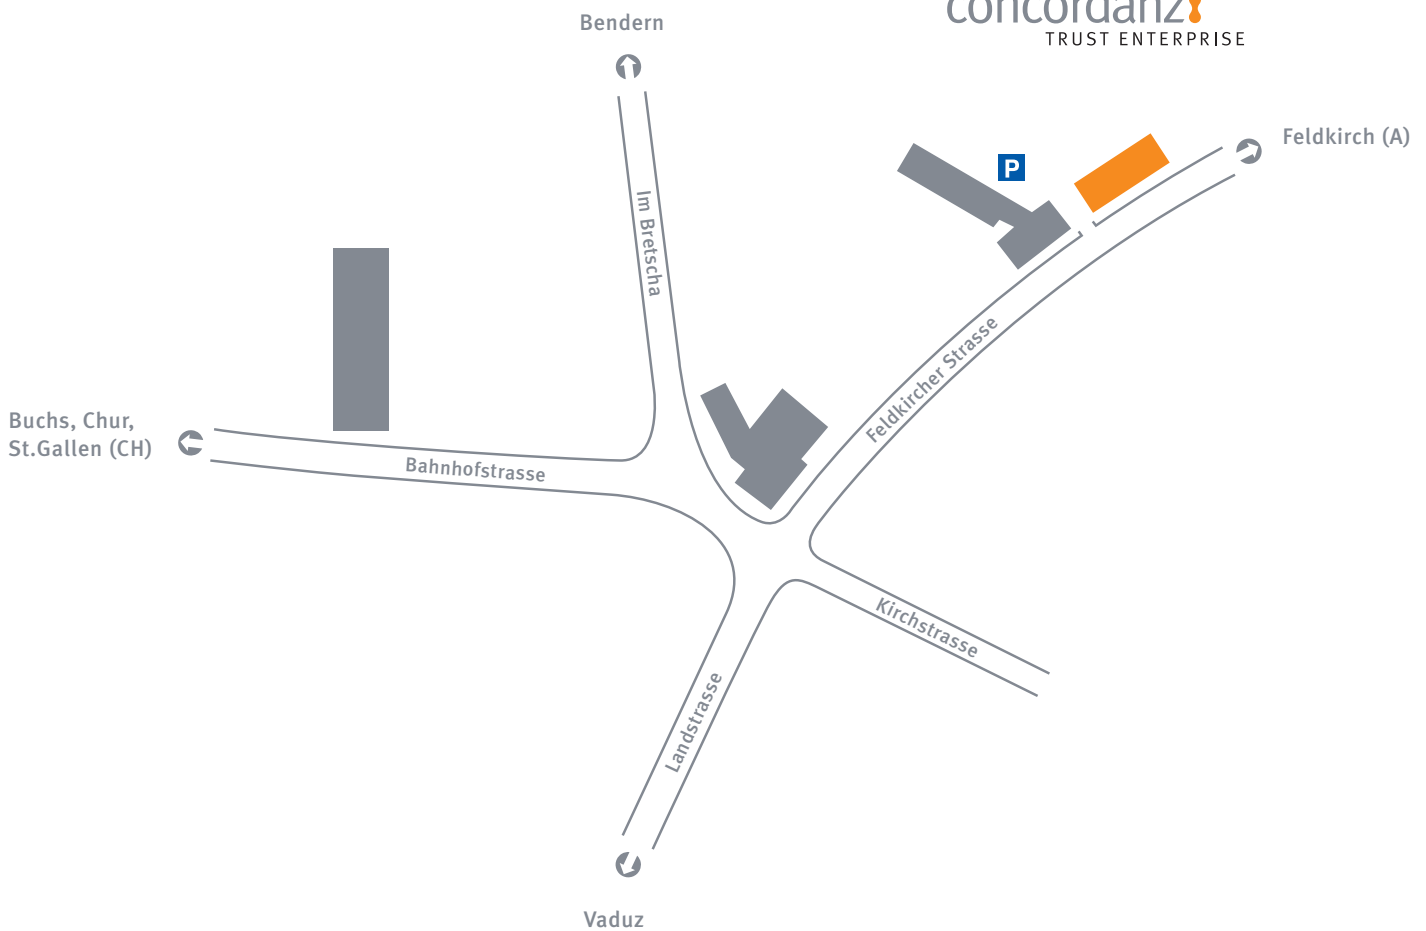 concordanz
TRUST ENTERPRISE
Bendern
Feldkirch (A)
P
Im Bretscha
Feldkircher Strasse
Buchs, Chur,
St.Gallen (CH)
Bahnhofstrasse
Kirchstrasse
Landstrasse
Vaduz